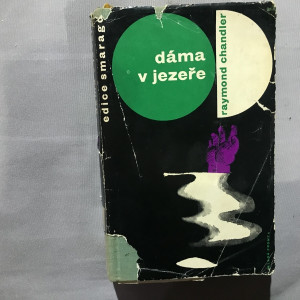 edice smaragd
dáma
v jezeře
raymond chandler